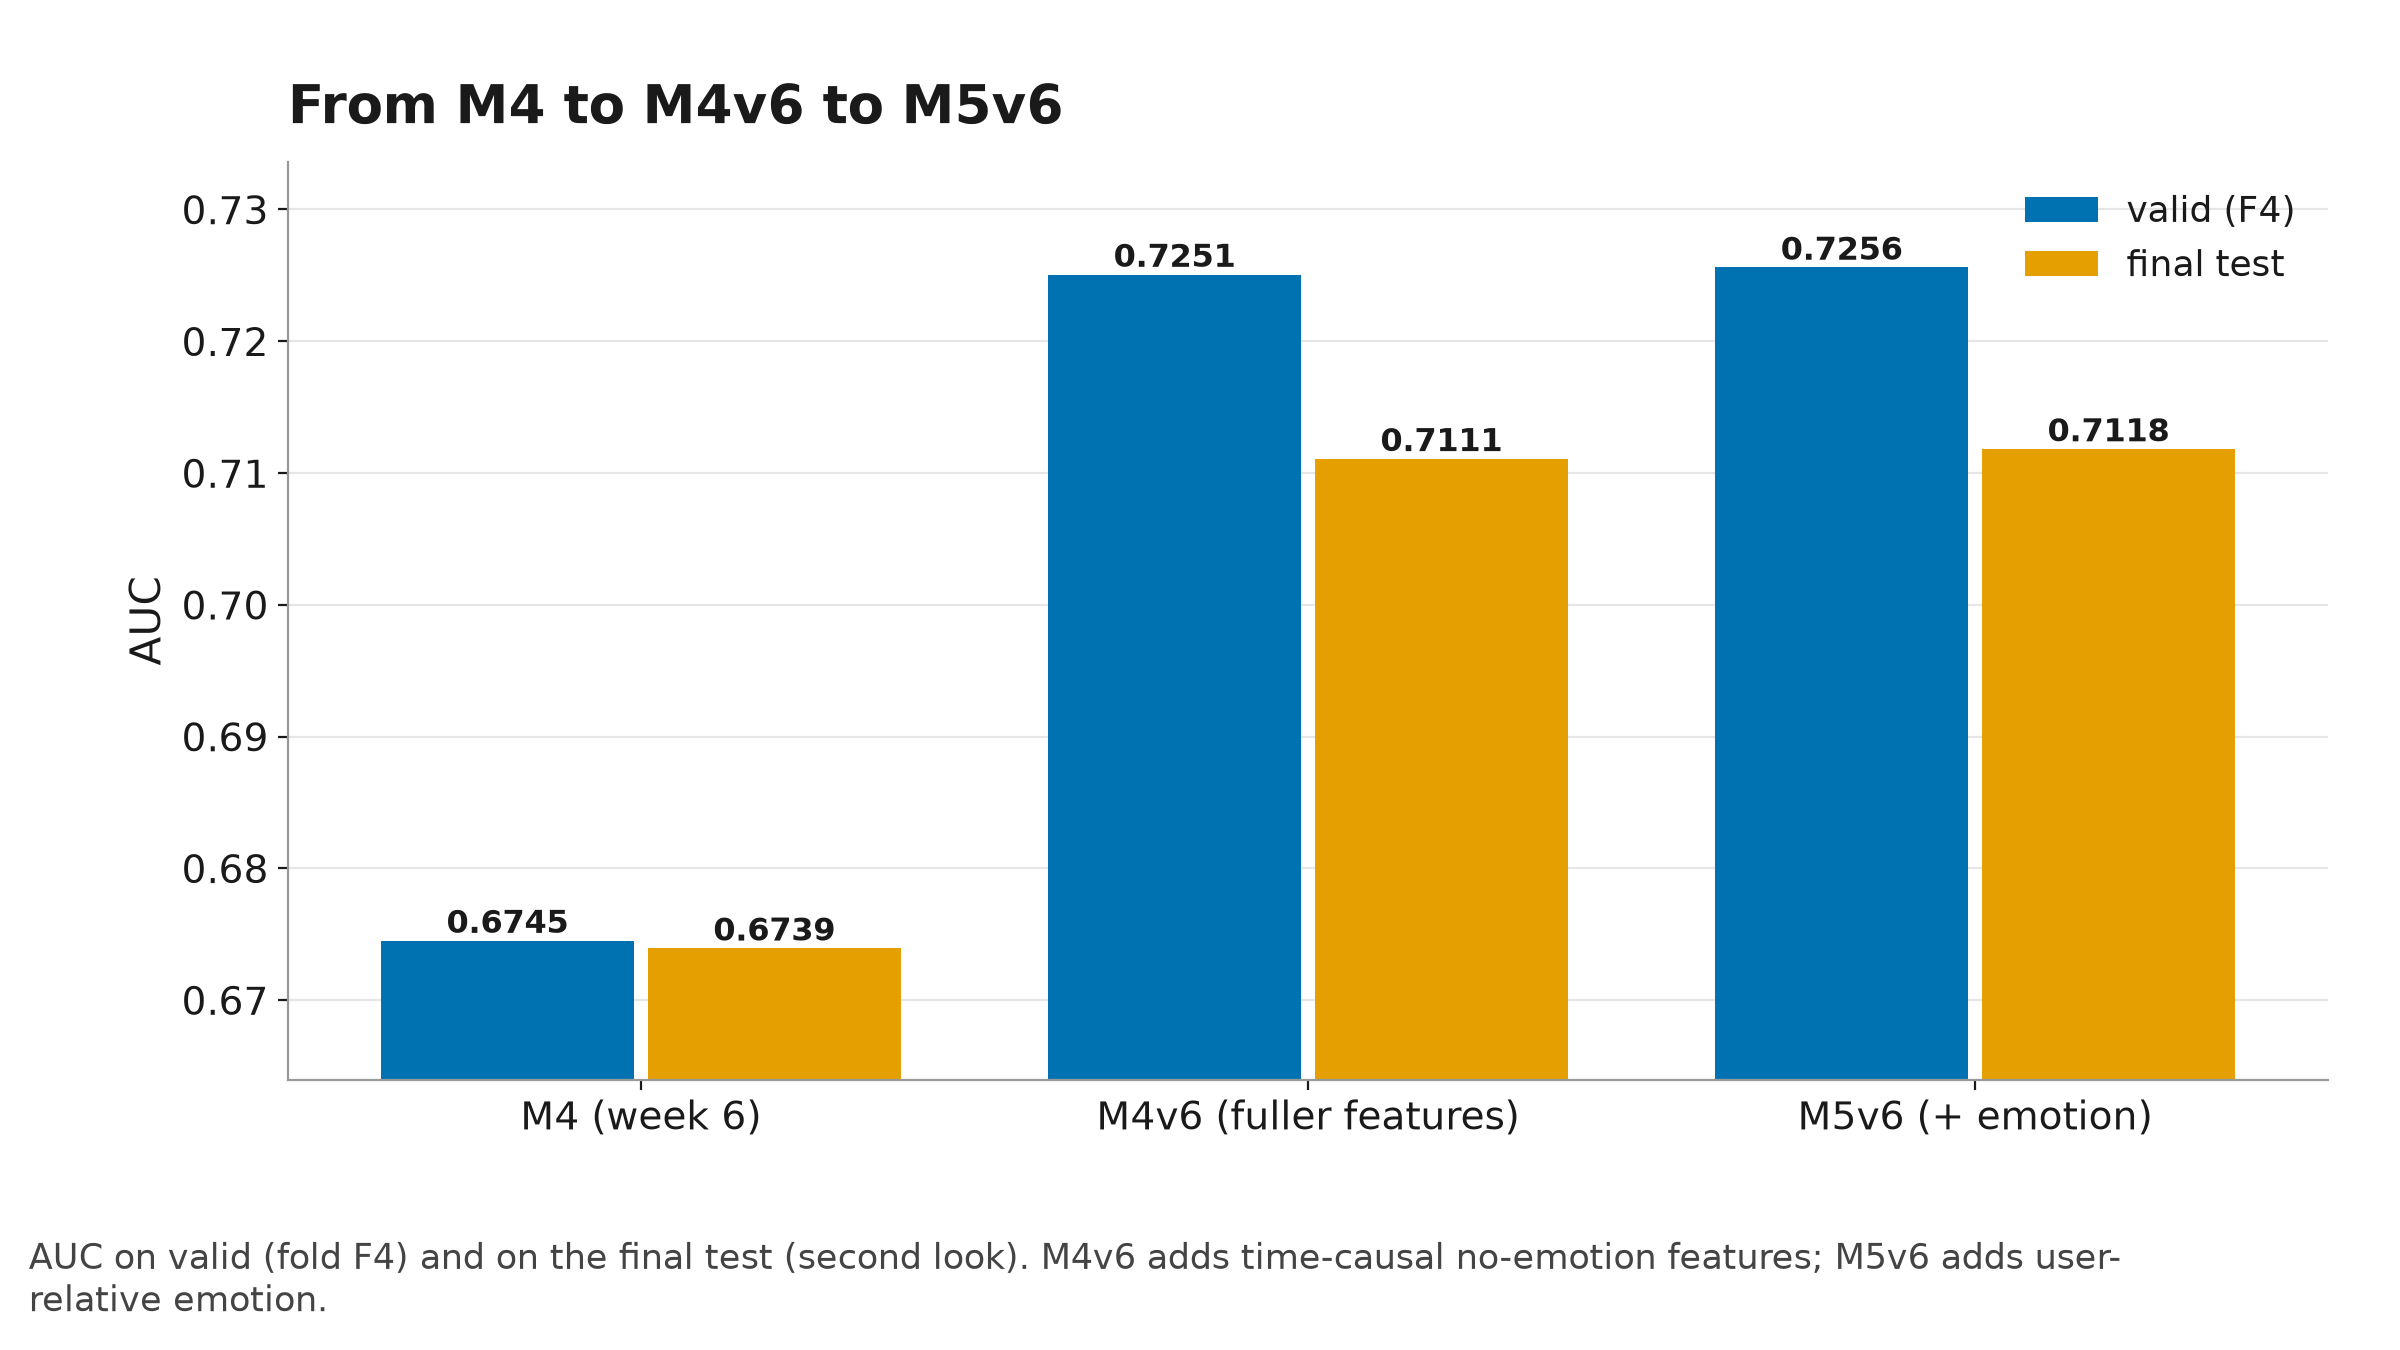 From M4 to M4v6 to M5v6
valid (F4)
final test
AUC
0.73
0.72
0.71
0.70
0.69
0.68
0.67
0.6745
0.6739
0.7251
0.7111
0.7256
0.7118
M4 (week 6)
M4v6 (fuller features)
M5v6 (+ emotion)
AUC on valid (fold F4) and on the final test (second look). M4v6 adds time-causal no-emotion features; M5v6 adds user-
relative emotion.